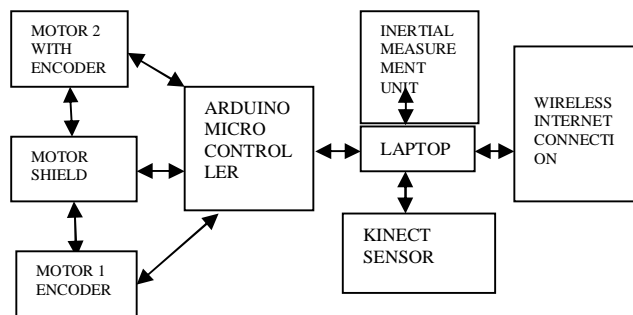 MOTOR 2
WITH
ENCODER
MOTOR
SHIELD
MOTOR 1
ENCODER
ARDUINO
MICRO
CONTROL
LER
INERTIAL
MEASURE
MENT
UNIT
LAPTOP
KINECT
SENSOR
WIRELESS
INTERNET
CONNECTI
ON